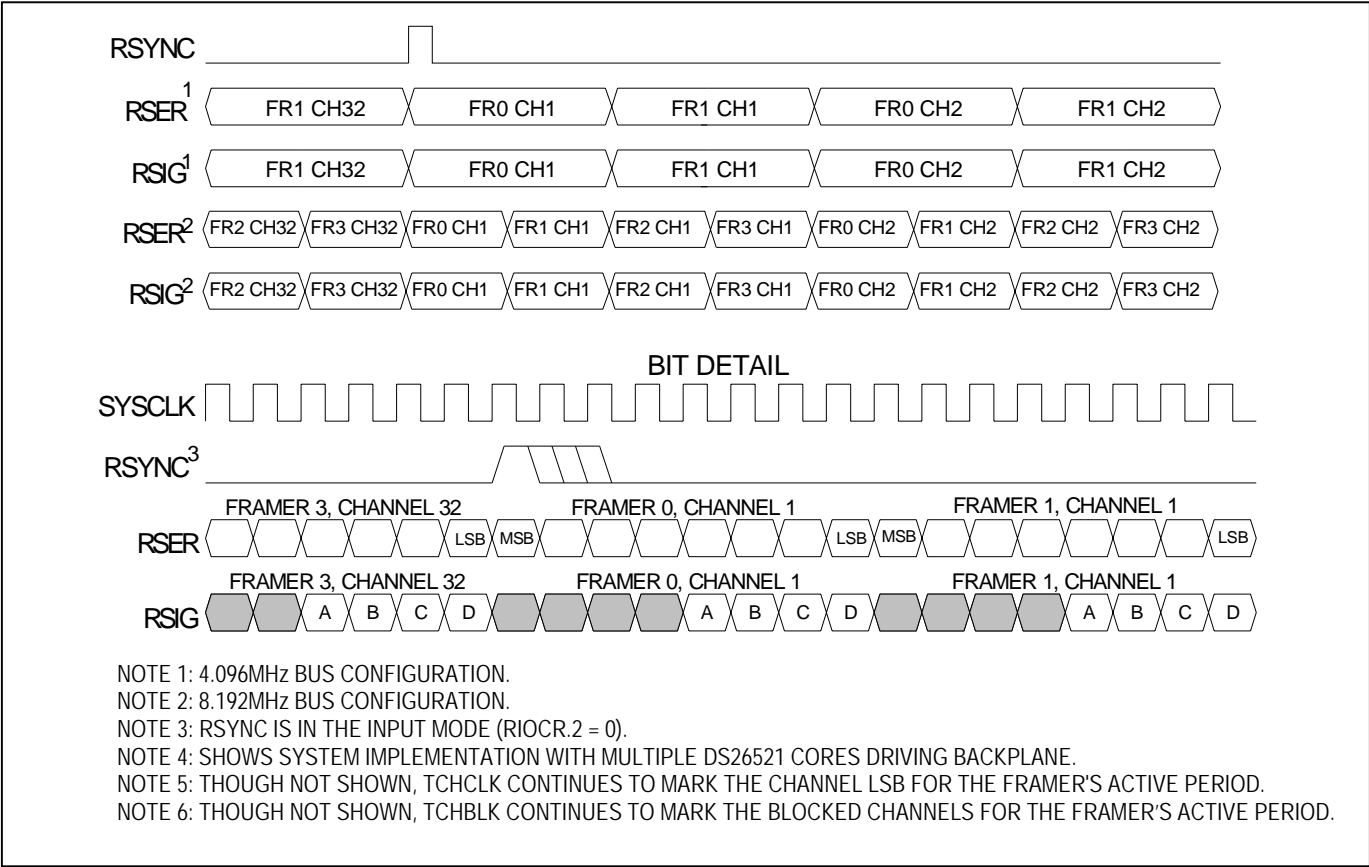 RSYNC
RSER1 FR1 CH32 FR0 CH1 FR1 CH1 FR0 CH2 FR1 CH2
RSIG1 FR1 CH32 FR0 CH1 FR1 CH1 FR0 CH2 FR1 CH2
RSER2 FR2 CH32 FR3 CH32 FR0 CH1 FR1 CH1 FR2 CH1 FR3 CH1 FR0 CH2 FR1 CH2 FR2 CH2 FR3 CH2
RSIG2 FR2 CH32 FR3 CH32 FR0 CH1 FR1 CH1 FR2 CH1 FR3 CH1 FR0 CH2 FR1 CH2 FR2 CH2 FR3 CH2
BIT DETAIL
SYSCLK
RSYNC3
FRAMER 3, CHANNEL 32 FRAMER 0, CHANNEL 1 FRAMER 1, CHANNEL 1
RSER LSB MSB LSB MSB LSB
FRAMER 3, CHANNEL 32 FRAMER 0, CHANNEL 1 FRAMER 1, CHANNEL 1
RSIG A B C D A B C D A B C D
NOTE 1: 4.096MHz BUS CONFIGURATION.
NOTE 2: 8.192MHz BUS CONFIGURATION.
NOTE 3: RSYNC IS IN THE INPUT MODE (RIOCR.2 = 0).
NOTE 4: SHOWS SYSTEM IMPLEMENTATION WITH MULTIPLE DS26521 CORES DRIVING BACKPLANE.
NOTE 5: THOUGH NOT SHOWN, TCHCLK CONTINUES TO MARK THE CHANNEL LSB FOR THE FRAMER'S ACTIVE PERIOD.
NOTE 6: THOUGH NOT SHOWN, TCHBLK CONTINUES TO MARK THE BLOCKED CHANNELS FOR THE FRAMER’S ACTIVE PERIOD.